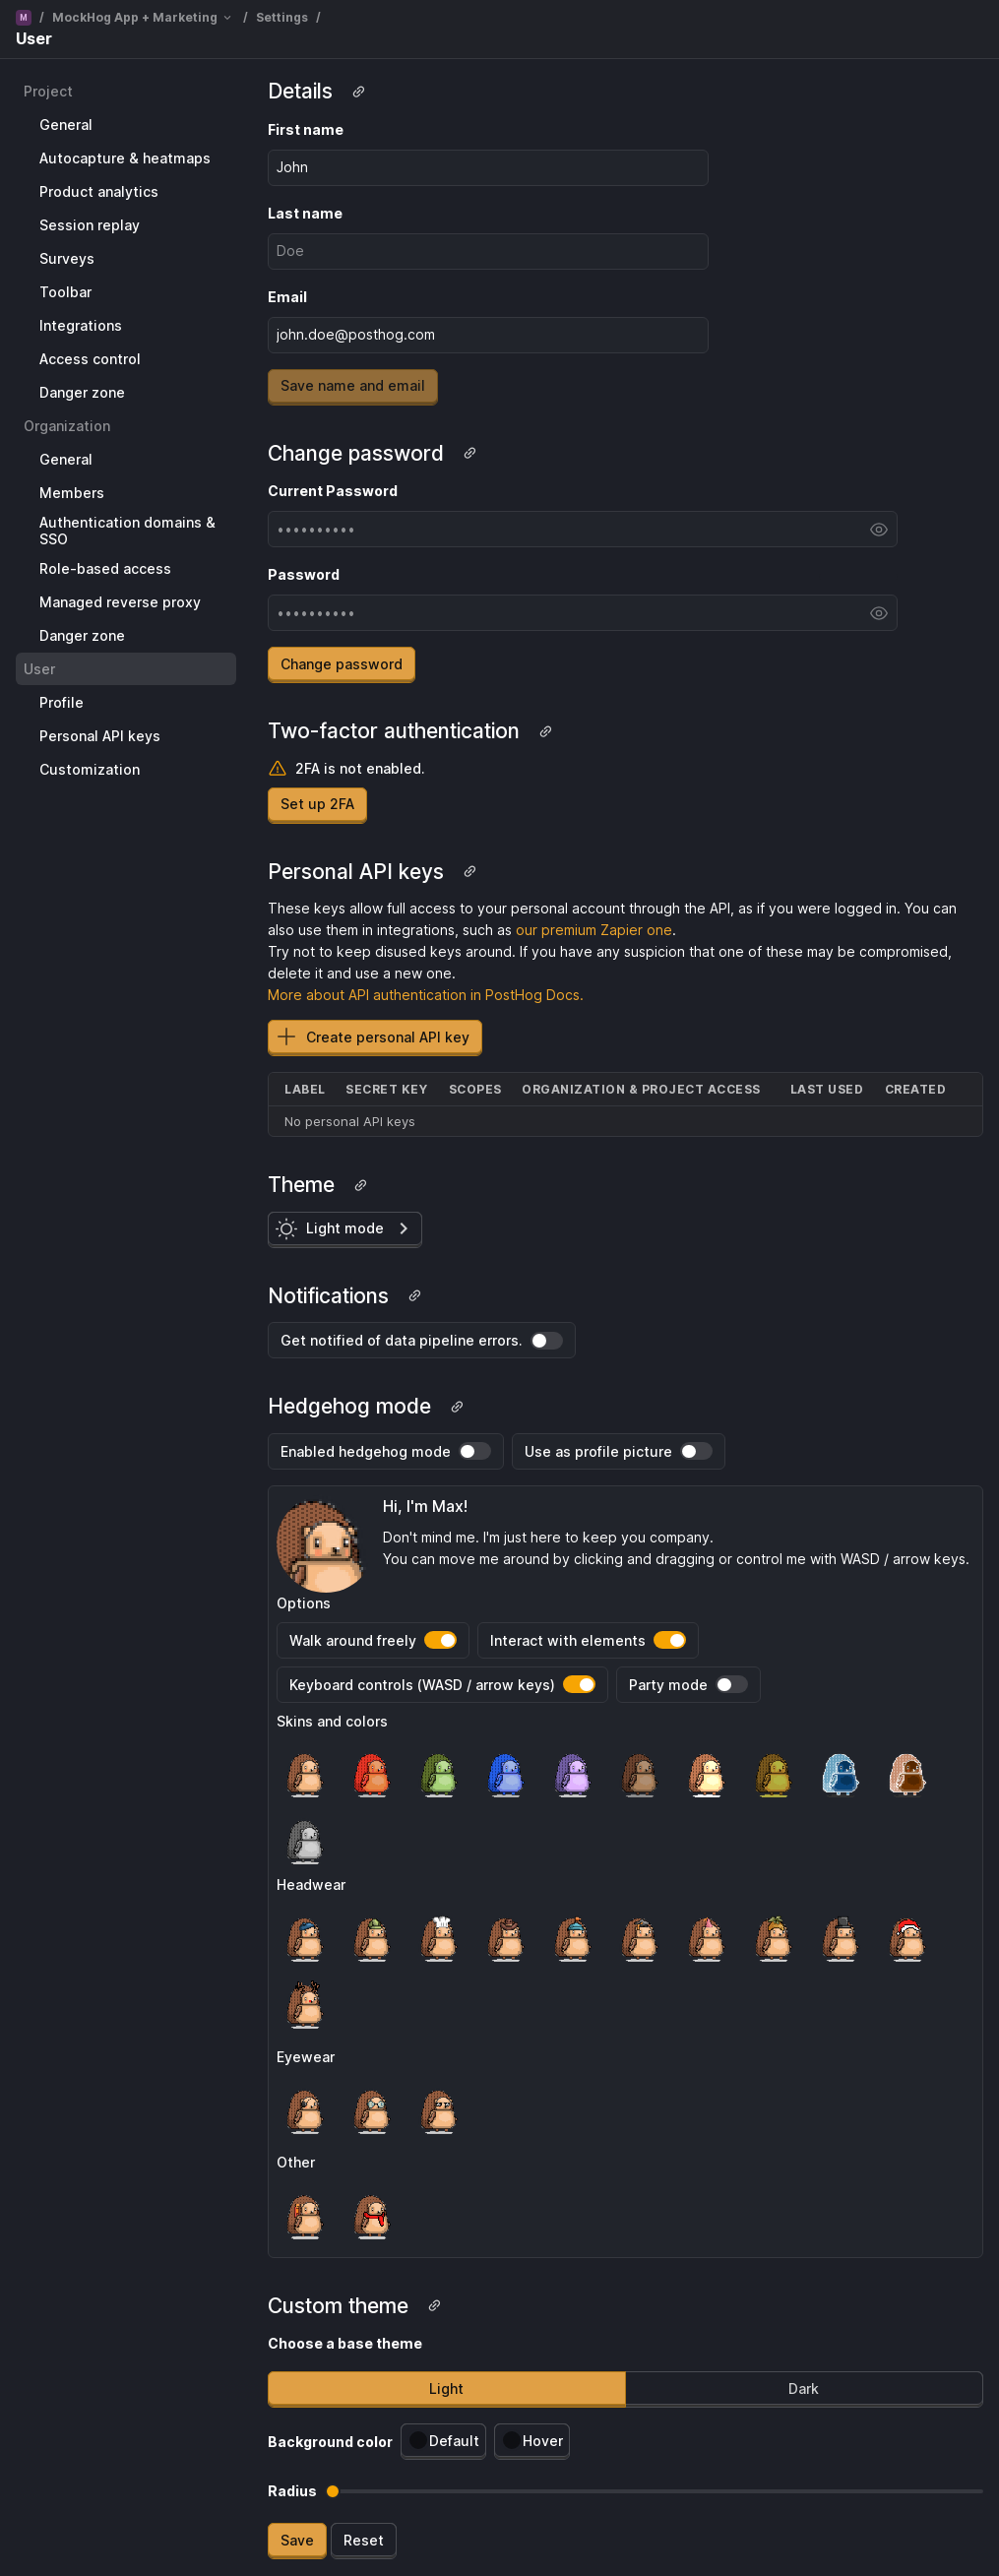 M / MockHog App + Marketing / Settings /
User
Project
General
Autocapture & heatmaps
Product analytics
Session replay
Surveys
Toolbar
Integrations
Access control
Danger zone
Organization
General
Members
Authentication domains &
SSO
Role-based access
Managed reverse proxy
Danger zone
User
Profile
Personal API keys
Customization
Details
First name
John
Last name
Doe
Email
john.doe@posthog.com
Save name and email
Change password
Current Password
••••••••••
Password
••••••••••
Change password
Two-factor authentication
2FA is not enabled.
Set up 2FA
Personal API keys
These keys allow full access to your personal account through the API, as if you were logged in. You can
also use them in integrations, such as our premium Zapier one.
Try not to keep disused keys around. If you have any suspicion that one of these may be compromised,
delete it and use a new one.
More about API authentication in PostHog Docs.
Create personal API key
LABEL SECRET KEY SCOPES ORGANIZATION & PROJECT ACCESS LAST USED CREATED
No personal API keys
Theme
Light mode
Notifications
Get notified of data pipeline errors.
Hedgehog mode
Enabled hedgehog mode Use as profile picture
Hi, I'm Max!
Don't mind me. I'm just here to keep you company.
You can move me around by clicking and dragging or control me with WASD / arrow keys.
Options
Walk around freely Interact with elements
Keyboard controls (WASD / arrow keys) Party mode
Skins and colors
Headwear
Eyewear
Other
Custom theme
Choose a base theme
Light Dark
Background color Default Hover
Radius
Save Reset